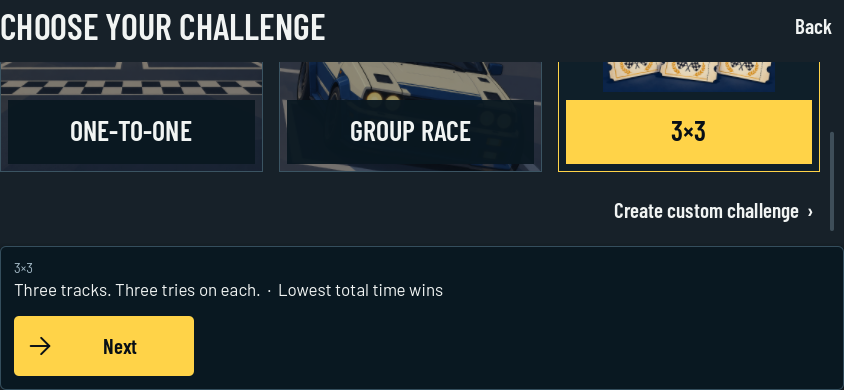 CHOOSE YOUR CHALLENGE
Back
ONE-TO-ONE
GROUP RACE
3×3
Create custom challenge ›
3×3
Three tracks. Three tries on each. · Lowest total time wins
Next